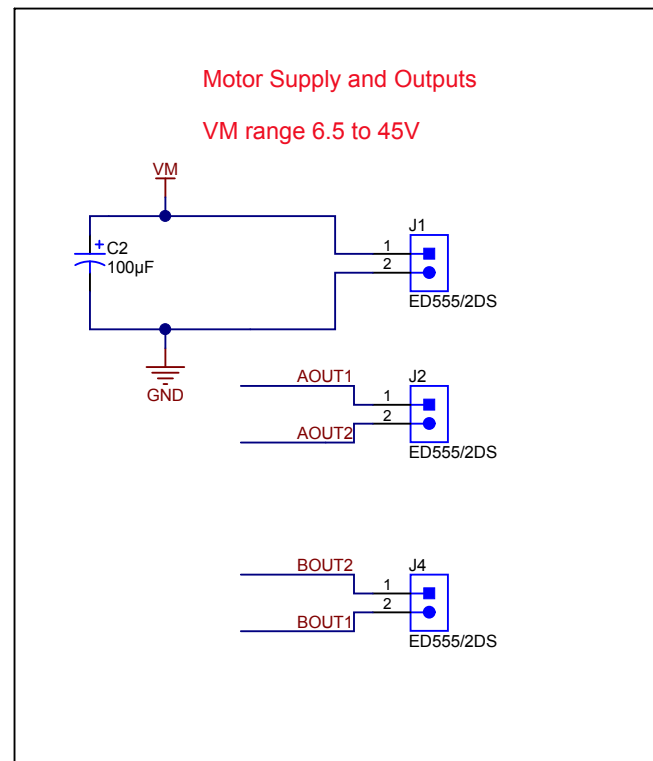 Motor Supply and Outputs
VM range 6.5 to 45V
VM
J1
+
C2
1
100µF
2
ED555/2DS
GND
AOUT1
J2
1
2
AOUT2
ED555/2DS
BOUT2
J4
1
2
BOUT1
ED555/2DS